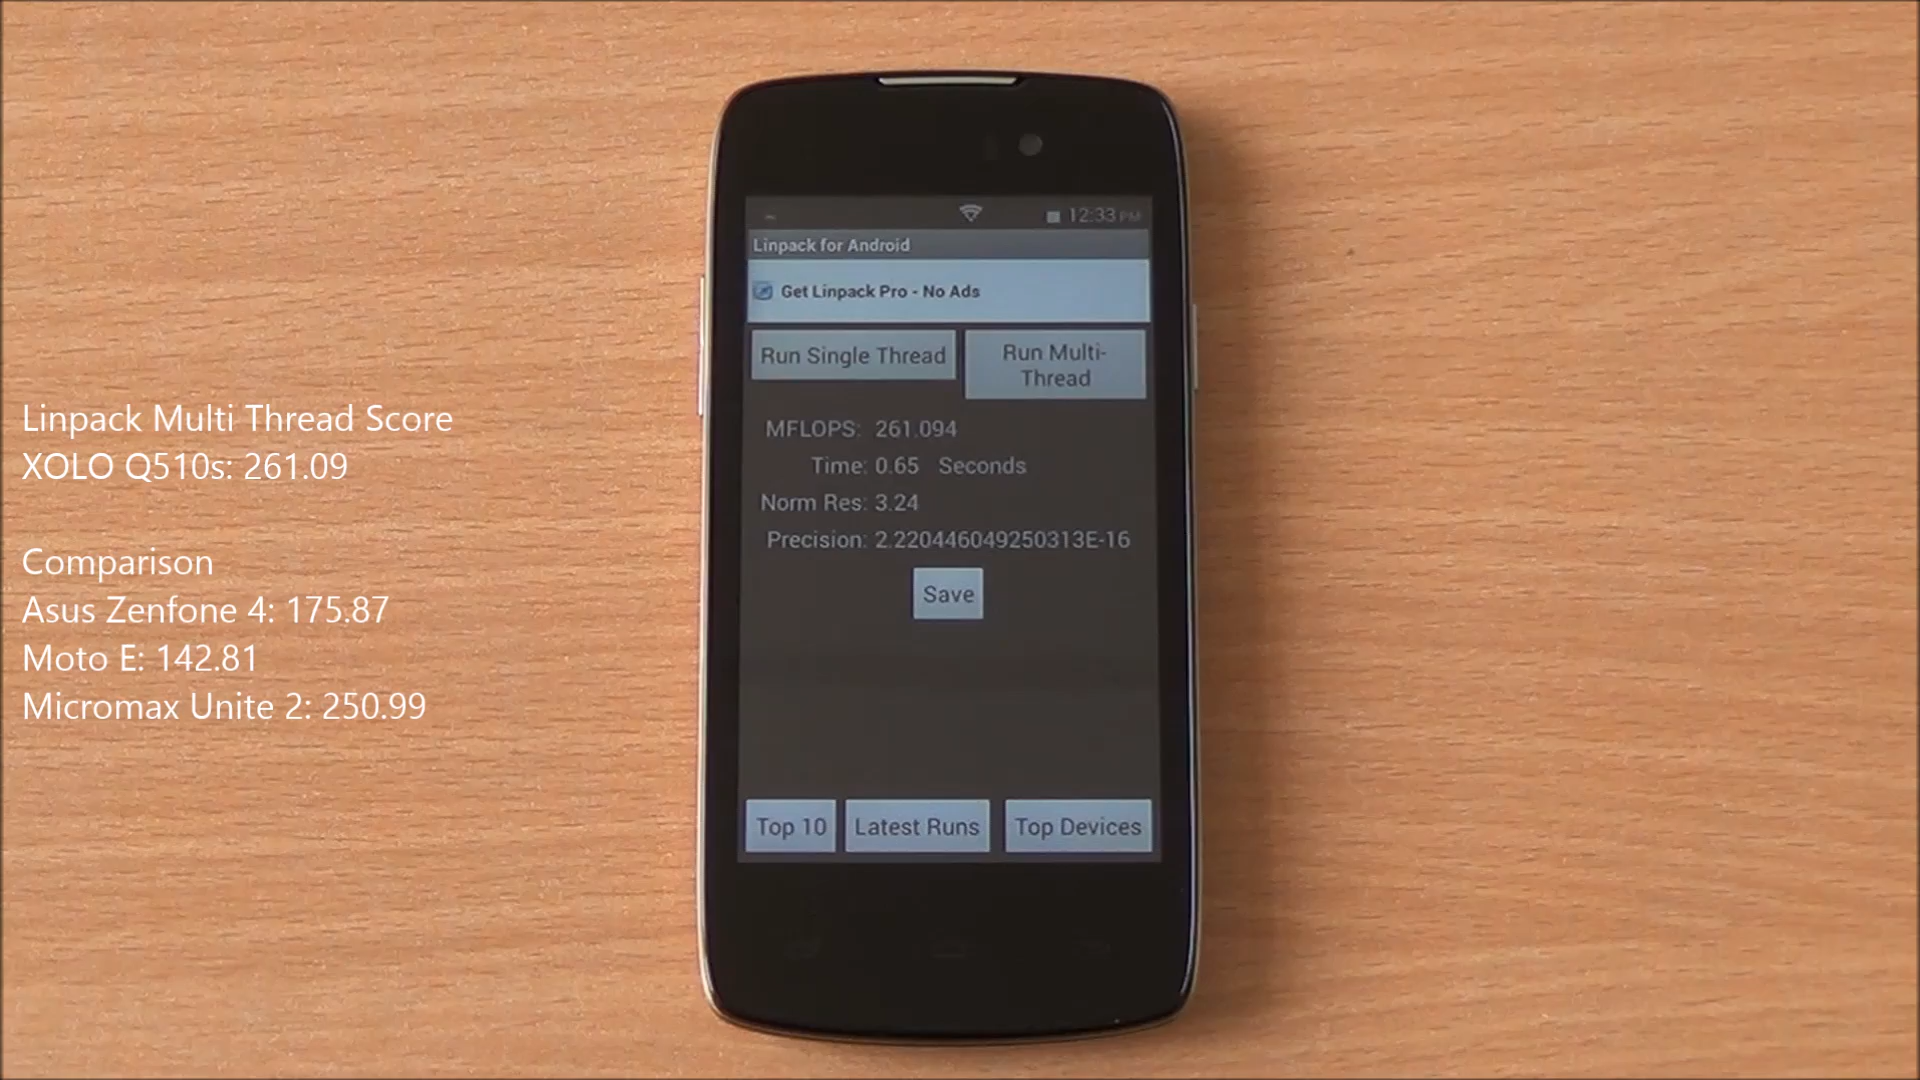 Linpack Multi Thread Score
XOLO Q510s: 261.09
Comparison
Asus Zenfone 4: 175.87
Moto E: 142.81
Micromax Unite 2: 250.99
12:33 PM
Linpack for Android
Get Linpack Pro - No Ads
Run Single Thread
Run Multi-
Thread
MFLOPS: 261.094
Time: 0.65 Seconds
Norm Res: 3.24
Precision: 2.220446049250313E-16
Save
Top 10 Latest Runs Top Devices